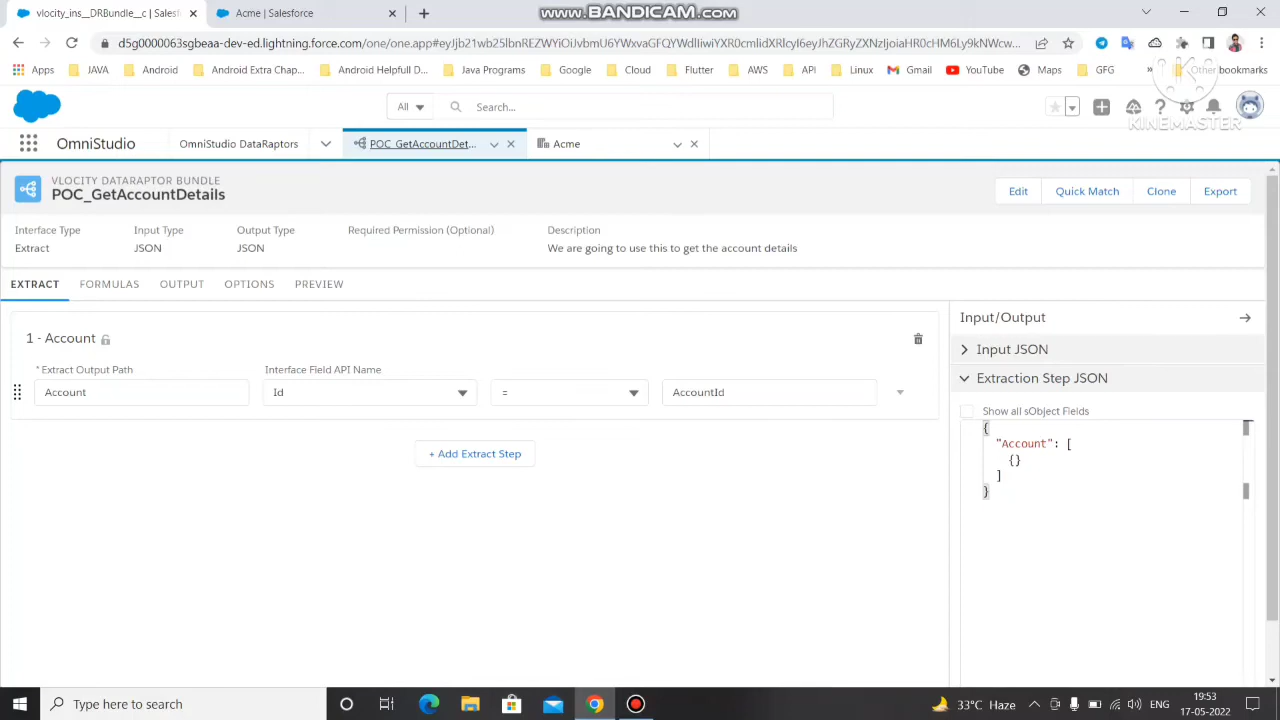 www.BANDICAM.com
vlocity_ins__DRBundle__c | Salesf
Acme | Salesforce
d5g0000063sgbeaa-dev-ed.lightning.force.com/one/one.app#
Apps
JAVA
Android
Android Extra Chap...
Android Helpfull D...
Java Programs
Google
Cloud
Flutter
AWS
API
Linux
Gmail
YouTube
Maps
GFG
»
Other bookmarks
KINEMASTER
All
Search...
OmniStudio
OmniStudio DataRaptors
POC_GetAccountDet...
Acme
VLOCITY DATARAPTOR BUNDLE
POC_GetAccountDetails
Edit
Quick Match
Clone
Export
Interface Type
Input Type
Output Type
Required Permission (Optional)
Description
Extract
JSON
JSON
We are going to use this to get the account details
EXTRACT
FORMULAS
OUTPUT
OPTIONS
PREVIEW
1 - Account
* Extract Output Path
Interface Field API Name
Account
Id
=
AccountId
+ Add Extract Step
Input/Output
Input JSON
Extraction Step JSON
Show all sObject Fields
{
"Account": [
{}
]
}
Type here to search
33°C Haze
ENG
19:53
17-05-2022